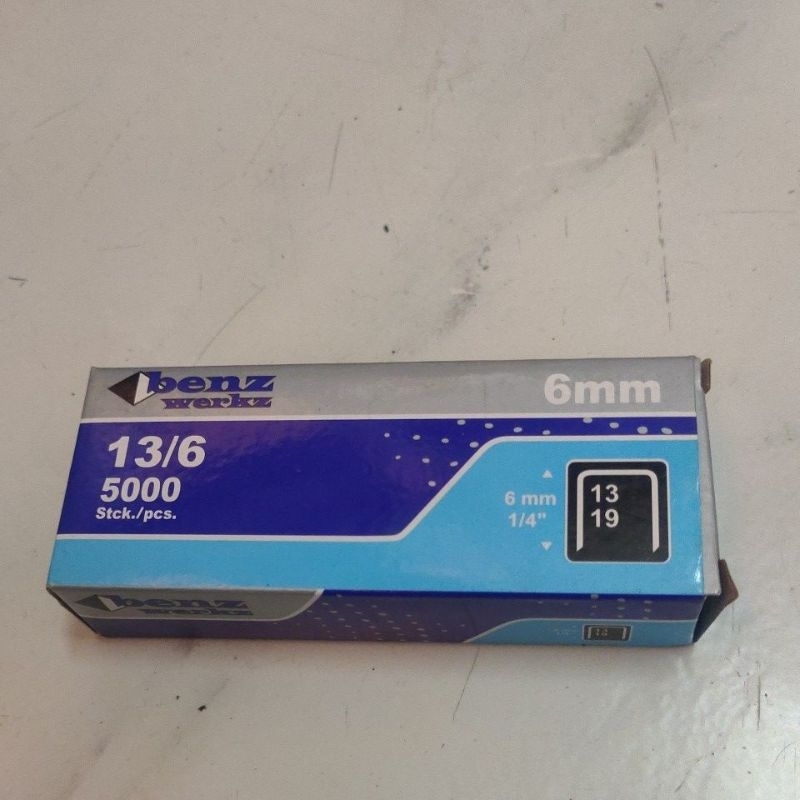 benz
werkz
6mm
13/6
5000
Stck./pcs.
6 mm
1/4"
13
19
benz
werkz